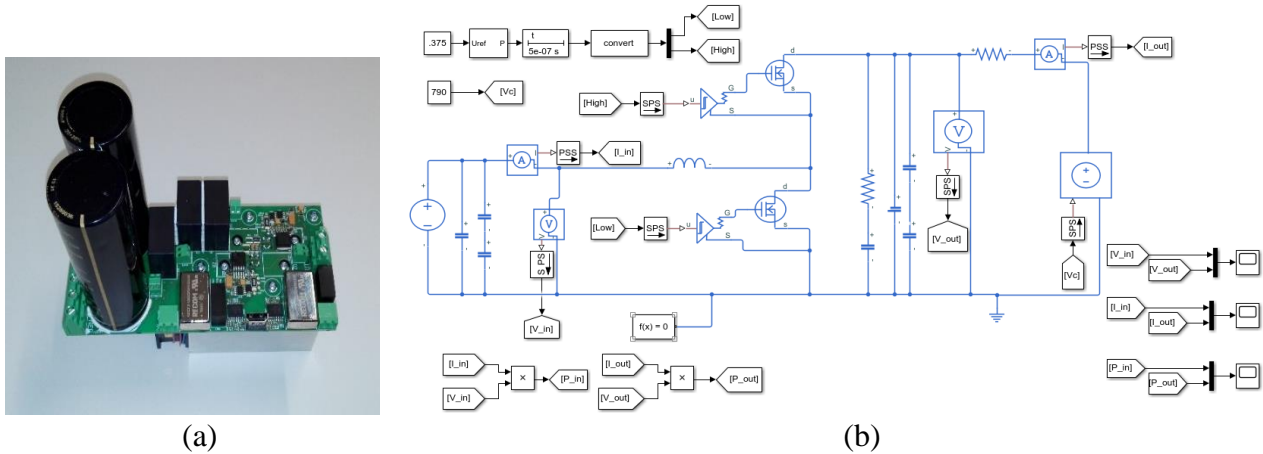 [Low]
.375
Uref P
t
5e-07 s
convert
[High]
790
[Vc]
[High]
SPS
u
G
S
d
s
A
I
PSS
[I_out]
V
V
SPS
[V_out]
SPS
[Vc]
A
I
PSS
[I_in]
V
V
S PS
[V_in]
[Low]
SPS
u
G
S
d
s
f(x) = 0
[V_in]
[V_out]
[I_in]
[I_out]
[P_in]
[P_out]
[I_in]
[V_in]
×
[P_in]
[I_out]
[V_out]
×
[P_out]
(a)
(b)